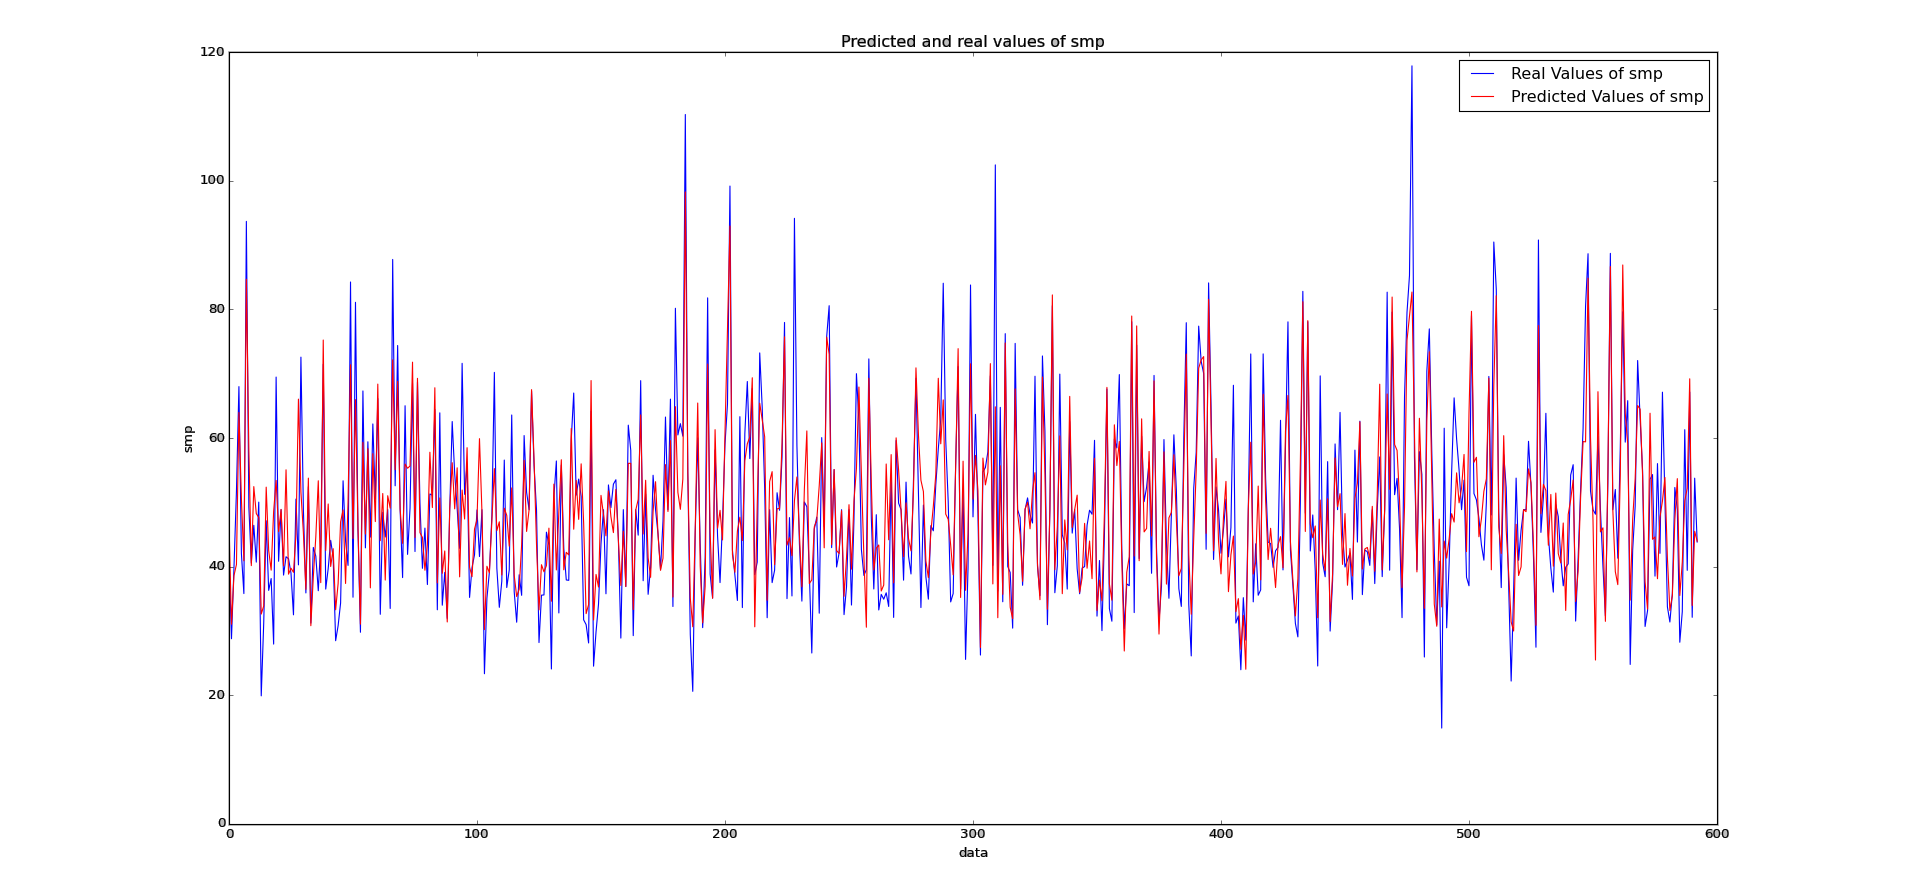 Predicted and real values of smp
Real Values of smp
Predicted Values of smp
120
100
80
60
40
20
0
smp
0 100 200 300 400 500 600
data